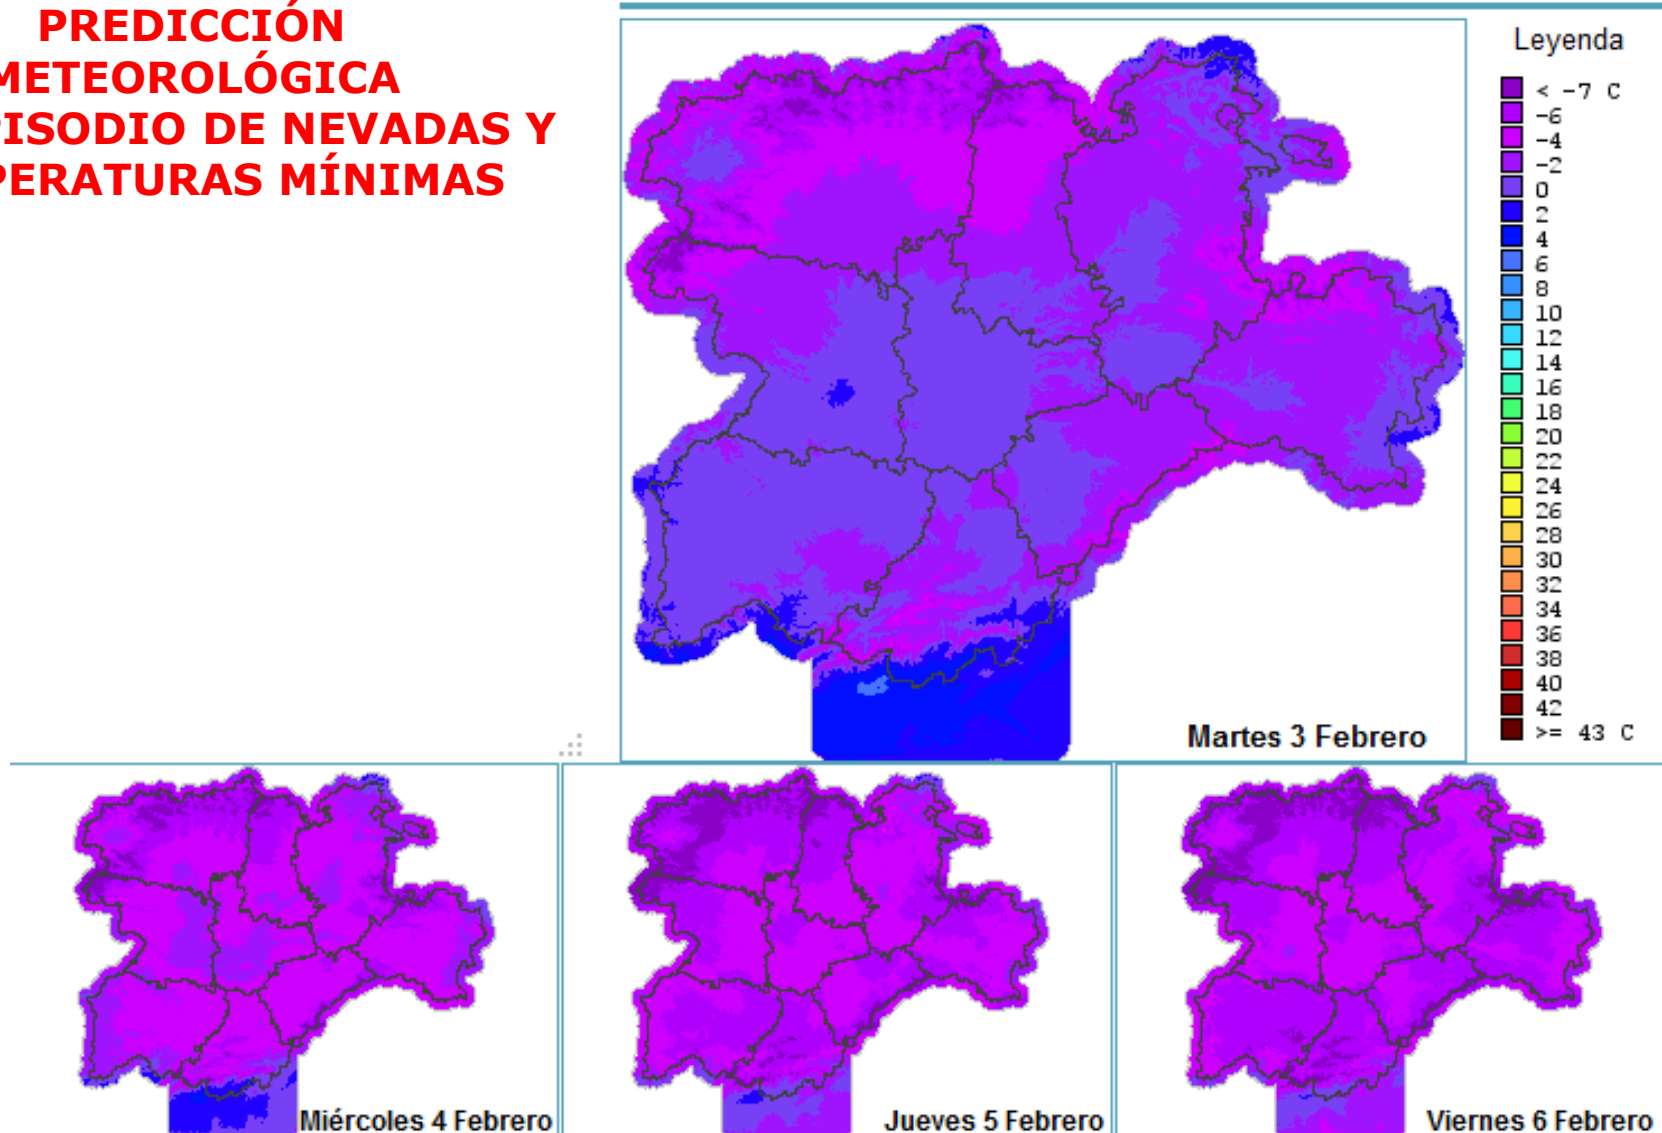 PREDICCIÓN
METEOROLÓGICA
PISODIO DE NEVADAS Y
PERATURAS MÍNIMAS
Leyenda
< -7 C
-6
-4
-2
0
2
4
6
8
10
12
14
16
18
20
22
24
26
28
30
32
34
36
38
40
42
>= 43 C
Martes 3 Febrero
Miércoles 4 Febrero
Jueves 5 Febrero
Viernes 6 Febrero